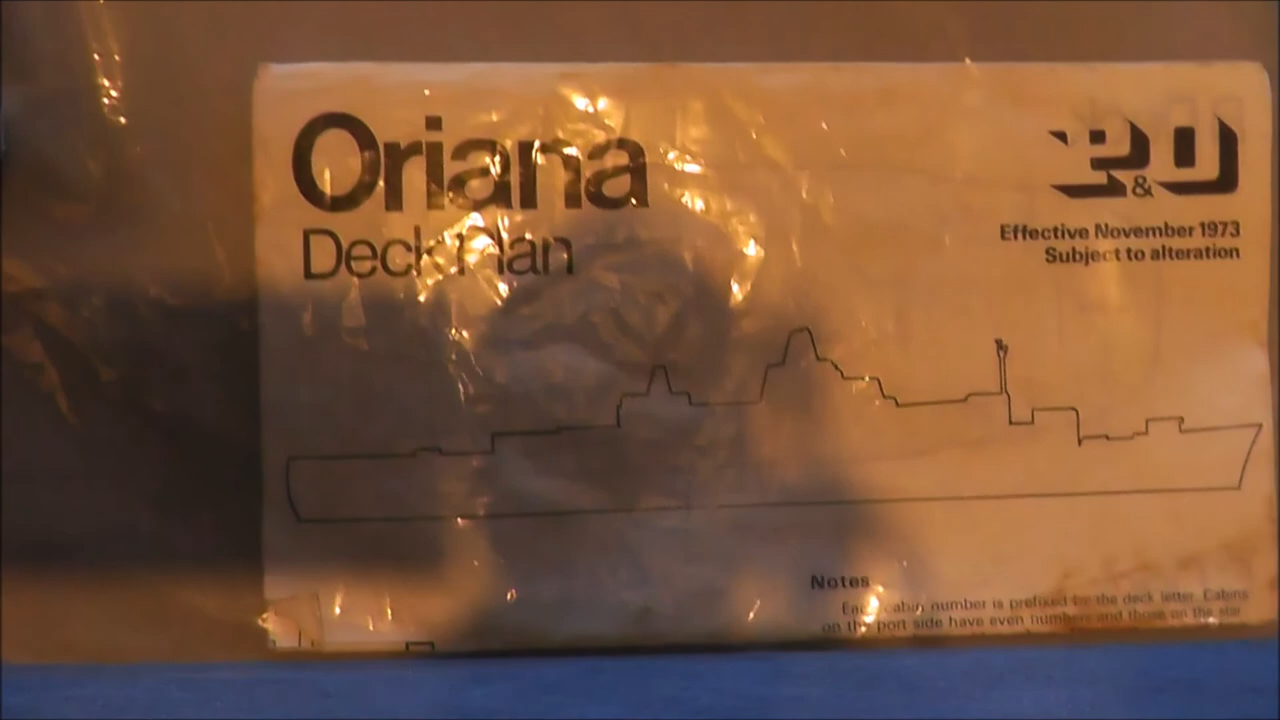 Oriana
Deck Plan
P&O
Effective November 1973
Subject to alteration
Notes
Each cabin number is prefixed by the deck letter. Cabins
on the port side have even numbers and those on the star